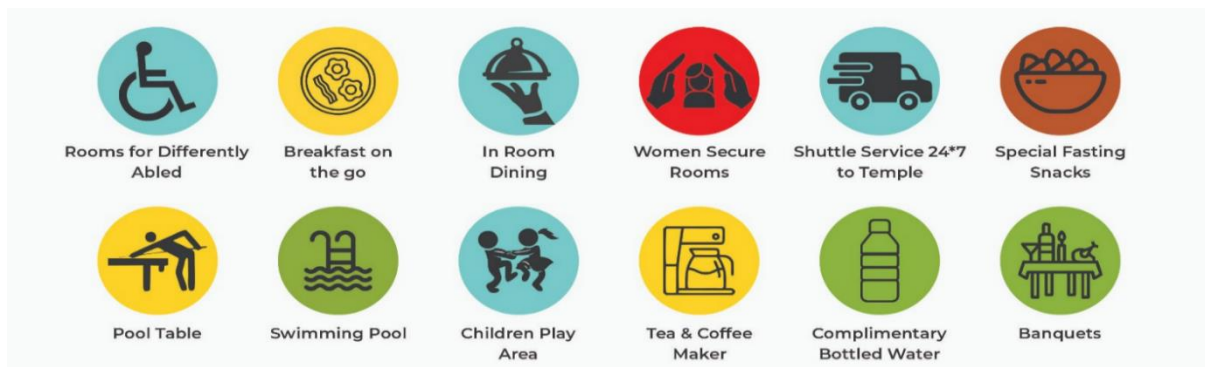 Rooms for Differently
Abled
Breakfast on
the go
In Room
Dining
Women Secure
Rooms
Shuttle Service 24*7
to Temple
Special Fasting
Snacks
Pool Table
Swimming Pool
Children Play
Area
Tea & Coffee
Maker
Complimentary
Bottled Water
Banquets